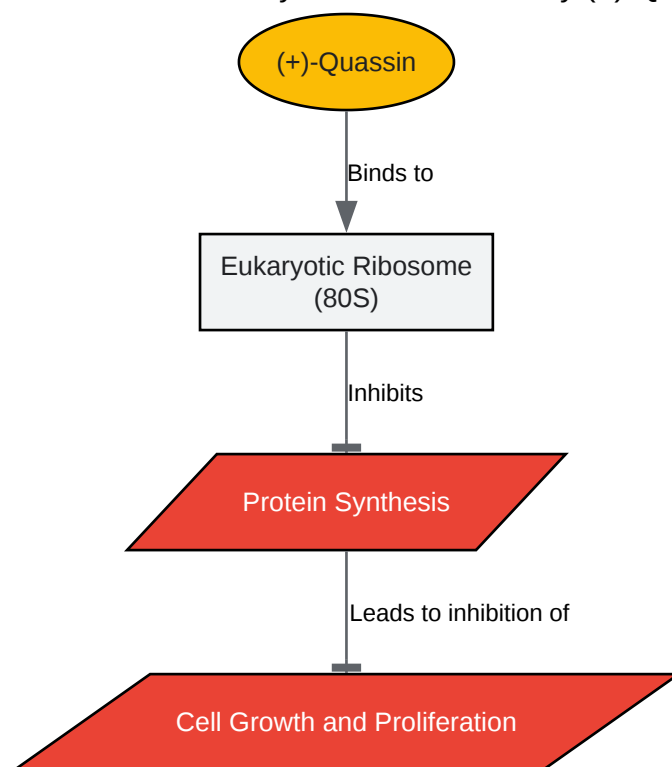 (+)-Quassin
Binds to
Eukaryotic Ribosome
(80S)
Inhibits
Protein Synthesis
Leads to inhibition of
Cell Growth and Proliferation